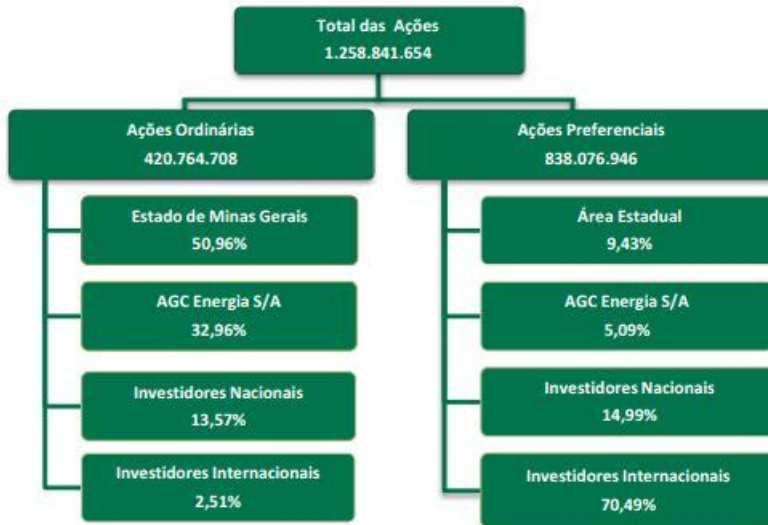 Total das Ações
1.258.841.654
Ações Ordinárias
420.764.708
Estado de Minas Gerais
50,96%
AGC Energia S/A
32,96%
Investidores Nacionais
13,57%
Investidores Internacionais
2,51%
Ações Preferenciais
838.076.946
Área Estadual
9,43%
AGC Energia S/A
5,09%
Investidores Nacionais
14,99%
Investidores Internacionais
70,49%